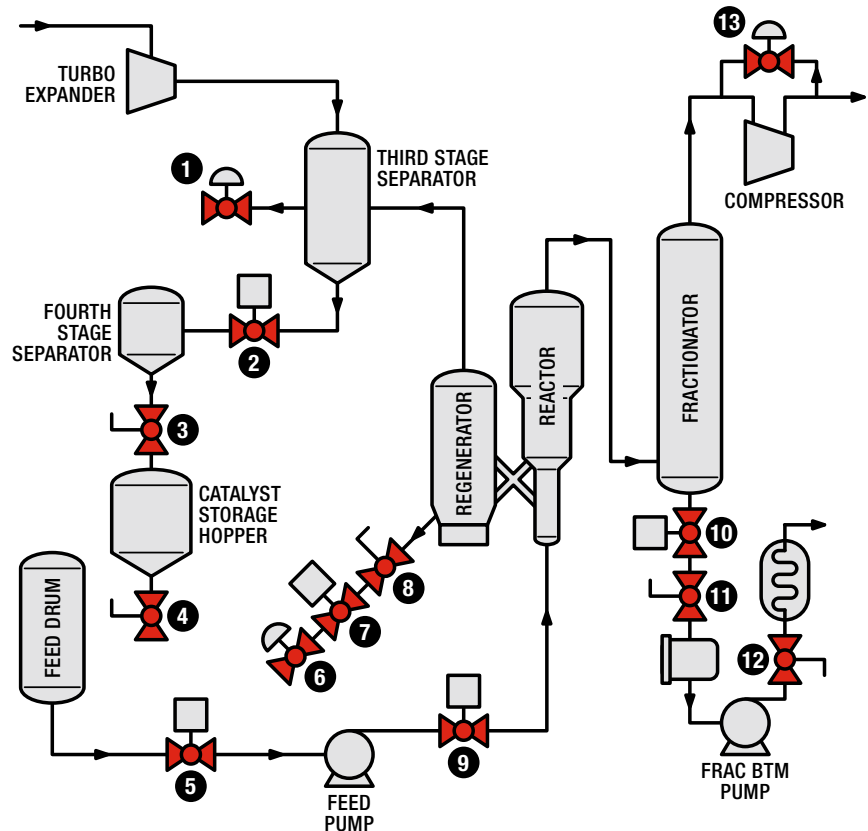 13
TURBO
EXPANDER
1
THIRD STAGE
SEPARATOR
COMPRESSOR
FOURTH
STAGE
SEPARATOR
2
REACTOR
FRACTIONATOR
3
REGENERATOR
CATALYST
STORAGE
HOPPER
10
8
11
FEED DRUM
4
7
6
12
5
9
FEED
PUMP
FRAC BTM
PUMP